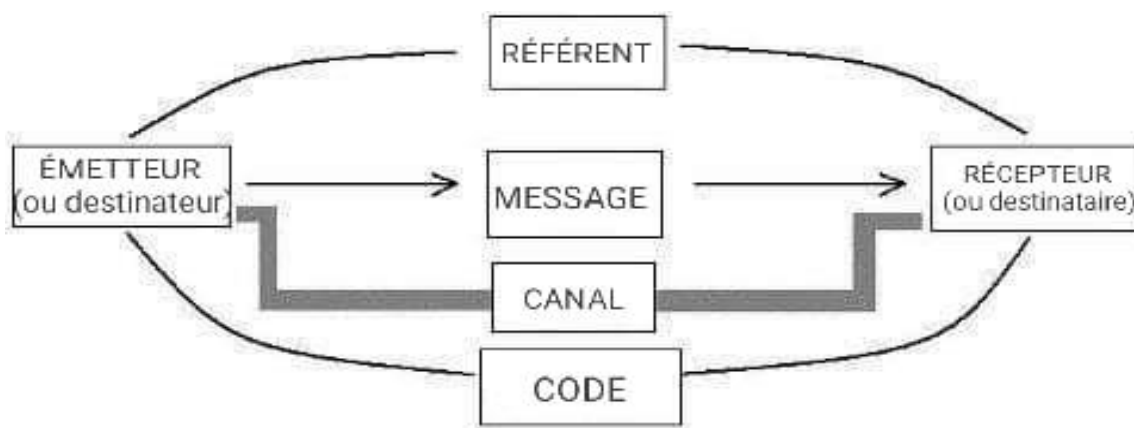 RÉFÉRENT
ÉMETTEUR
(ou destinateur)
MESSAGE
RÉCEPTEUR
(ou destinataire)
CANAL
CODE